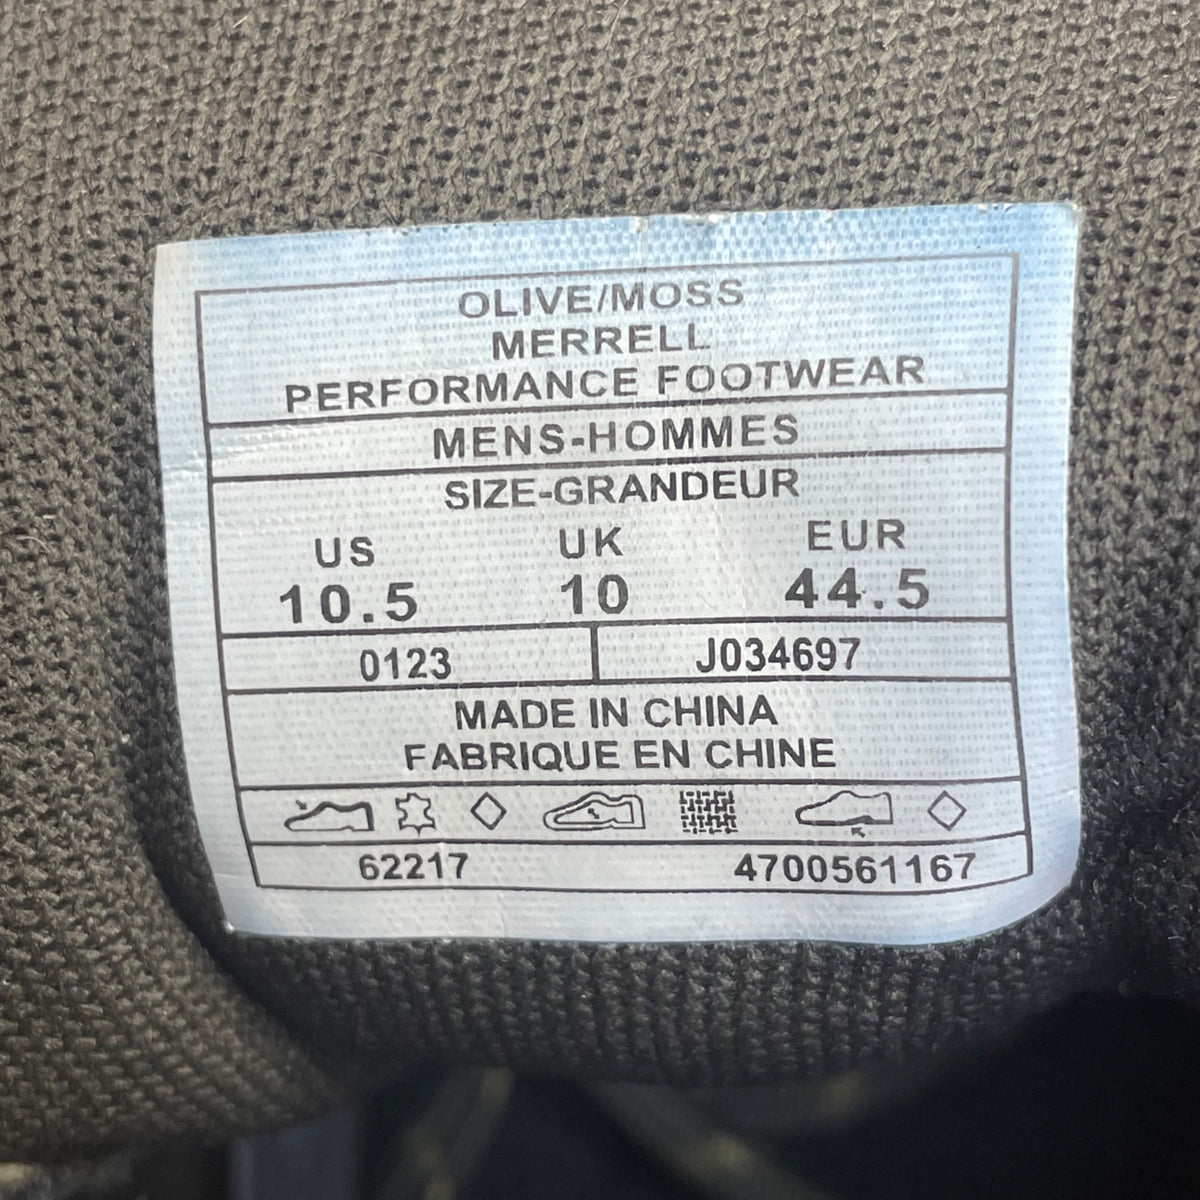 OLIVE/MOSS
MERRELL
PERFORMANCE FOOTWEAR
MENS-HOMMES
SIZE-GRANDEUR
US UK EUR
10.5 10 44.5
0123 J034697
MADE IN CHINA
FABRIQUE EN CHINE
62217 4700561167